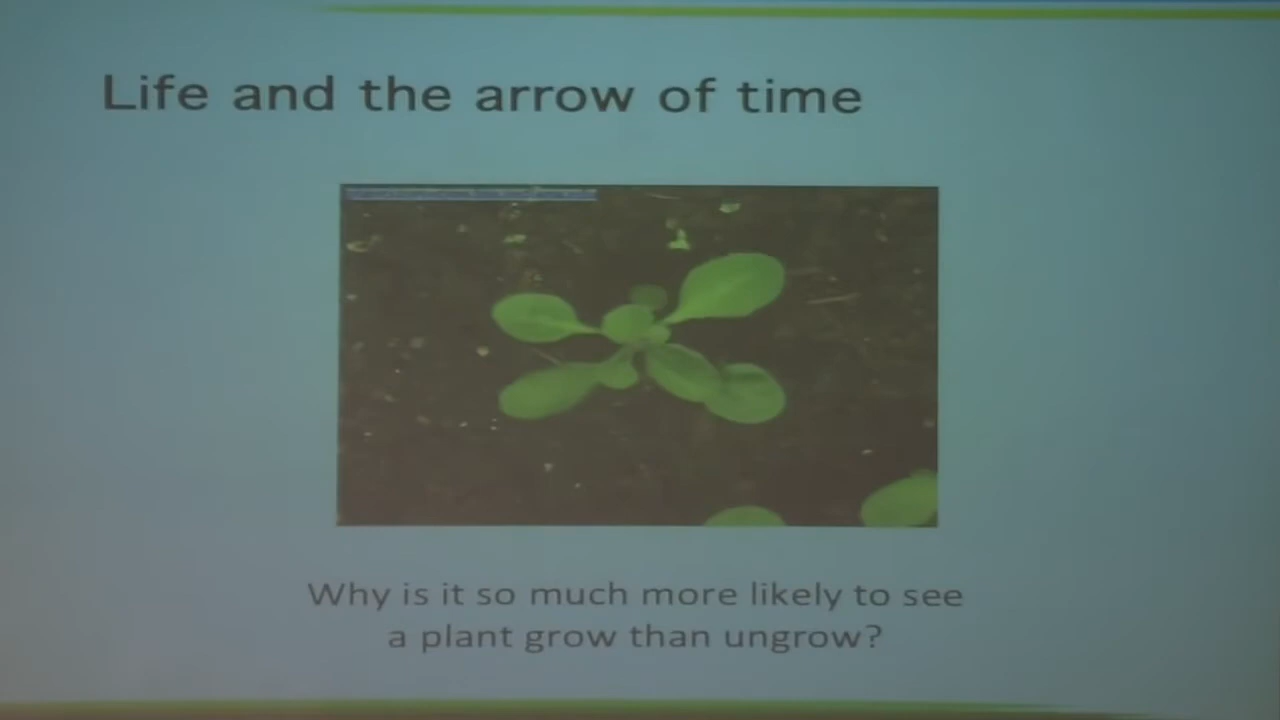 Life and the arrow of time
Why is it so much more likely to see
a plant grow than ungrow?